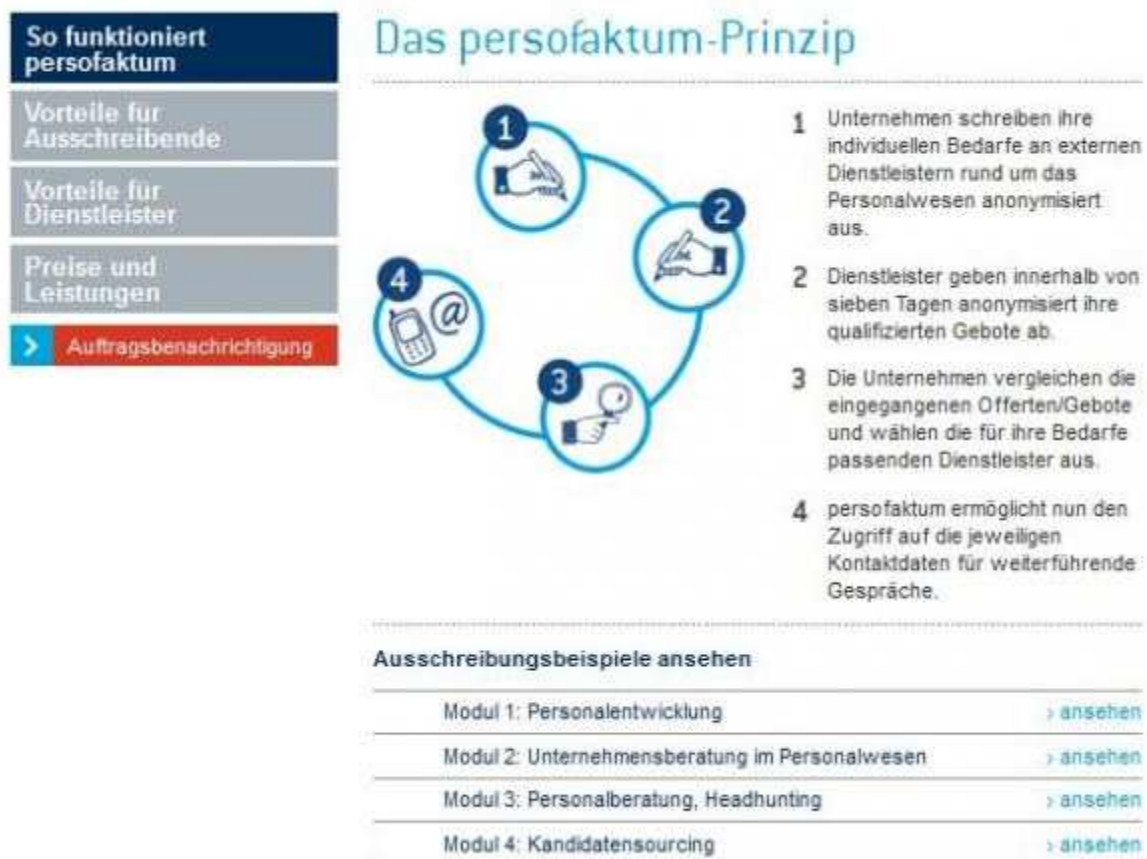 So funktioniert
persofaktum
Vorteile für
Ausschreibende
Vorteile für
Dienstleister
Preise und
Leistungen
> Auftragsbenachrichtigung
Das persofaktum-Prinzip
1
2
3
4
@
1 Unternehmen schreiben ihre
individuellen Bedarfe an externen
Dienstleistern rund um das
Personalwesen anonymisiert
aus.
2 Dienstleister geben innerhalb von
sieben Tagen anonymisiert ihre
qualifizierten Gebote ab.
3 Die Unternehmen vergleichen die
eingegangenen Offerten/Gebote
und wählen die für ihre Bedarfe
passenden Dienstleister aus.
4 persofaktum ermöglicht nun den
Zugriff auf die jeweiligen
Kontaktdaten für weiterführende
Gespräche.
Ausschreibungsbeispiele ansehen
Modul 1: Personalentwicklung › ansehen
Modul 2: Unternehmensberatung im Personalwesen › ansehen
Modul 3: Personalberatung, Headhunting › ansehen
Modul 4: Kandidatensourcing › ansehen